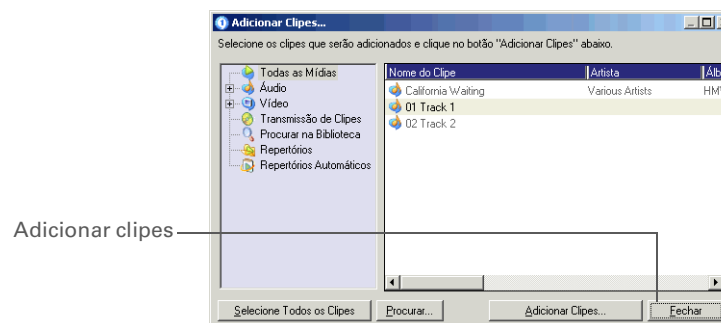 Adicionar Clipes...
Selecione os clipes que serão adicionados e clique no botão "Adicionar Clipes" abaixo.
Todas as Mídias
Áudio
Vídeo
Transmissão de Clipes
Procurar na Biblioteca
Repertórios
Repertórios Automáticos
Nome do Clipe Artista Álb
California Waiting Various Artists HMV
01 Track 1
02 Track 2
Adicionar clipes
Selecione Todos os Clipes Procurar... Adicionar Clipes... Fechar